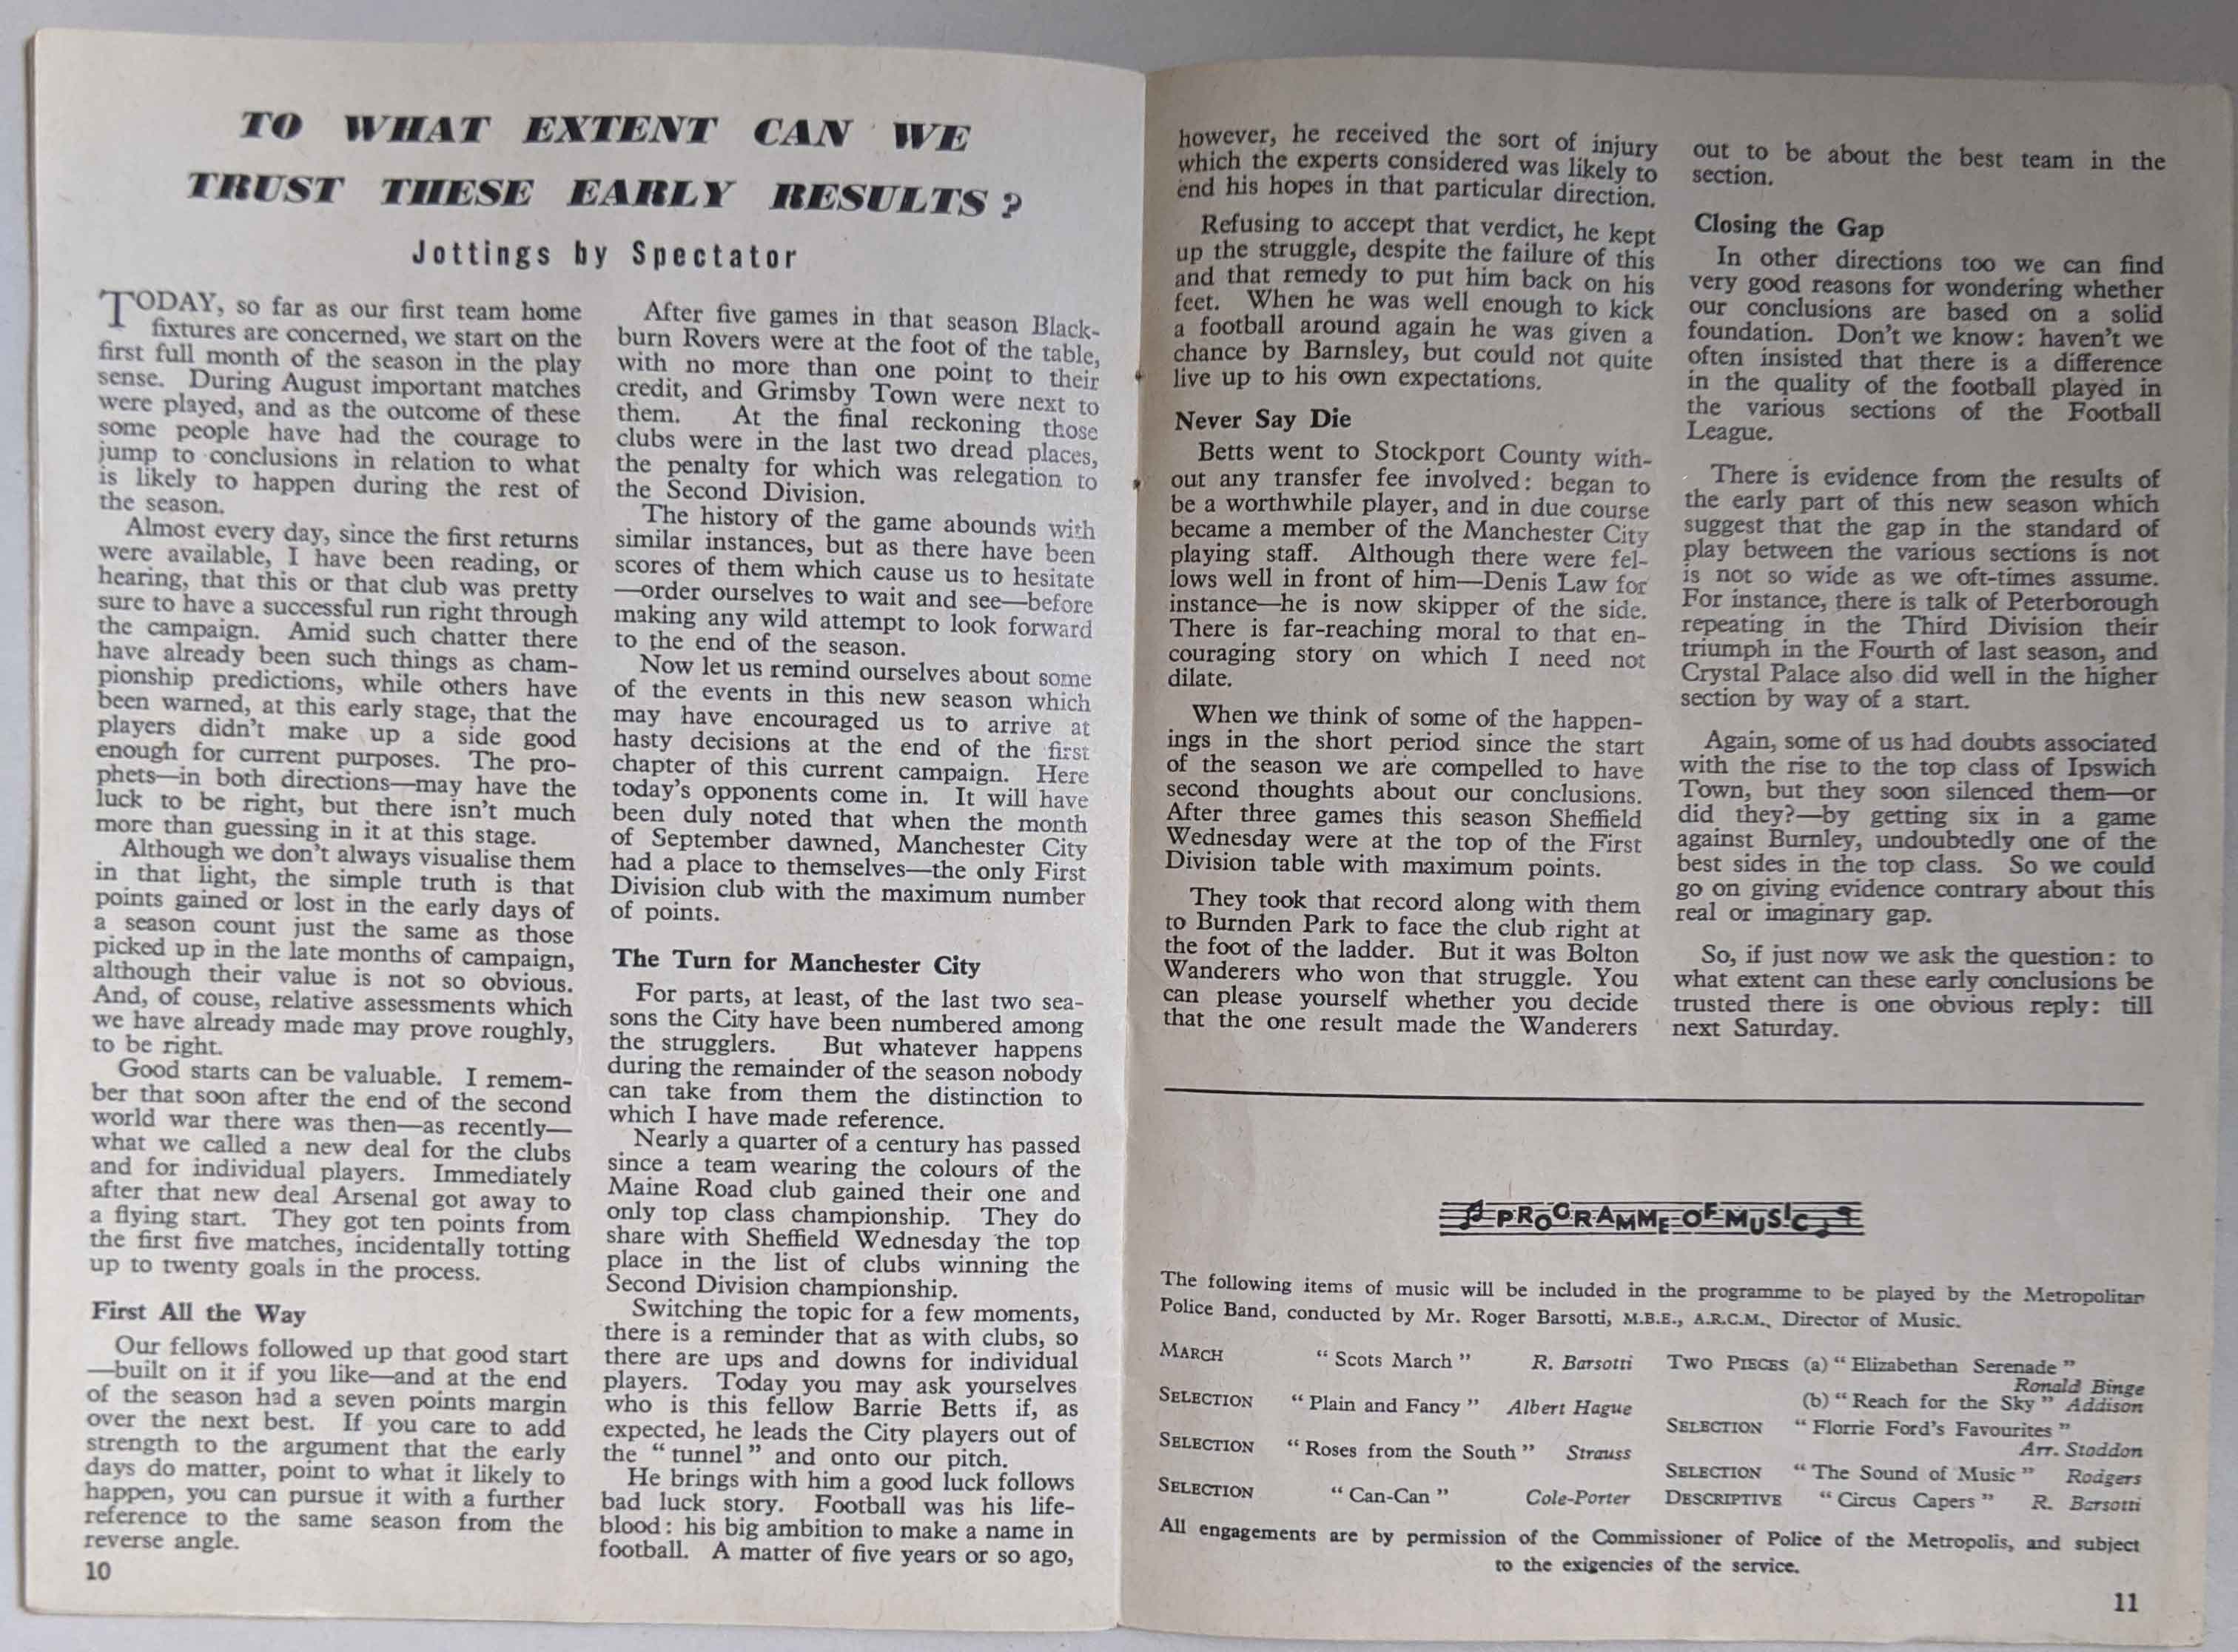 TO WHAT EXTENT CAN WE
TRUST THESE EARLY RESULTS?
Jottings by Spectator
TODAY, so far as our first team home
fixtures are concerned, we start on the
first full month of the season in the play
sense. During August important matches
were played, and as the outcome of these
some people have had the courage to
jump to conclusions in relation to what
is likely to happen during the rest of
the season.
Almost every day, since the first returns
were available, I have been reading, or
hearing, that this or that club was pretty
sure to have a successful run right through
the campaign. Amid such chatter there
have already been such things as cham-
pionship predictions, while others have
been warned, at this early stage, that the
players didn't make up a side good
enough for current purposes. The pro-
phets—in both directions—may have the
luck to be right, but there isn't much
more than guessing in it at this stage.
Although we don't always visualise them
in that light, the simple truth is that
points gained or lost in the early days of
a season count just the same as those
picked up in the late months of campaign,
although their value is not so obvious.
And, of couse, relative assessments which
we have already made may prove roughly,
to be right.
Good starts can be valuable. I remem-
ber that soon after the end of the second
world war there was then—as recently—
what we called a new deal for the clubs
and for individual players. Immediately
after that new deal Arsenal got away to
a flying start. They got ten points from
the first five matches, incidentally totting
up to twenty goals in the process.
First All the Way
Our fellows followed up that good start
—built on it if you like—and at the end
of the season had a seven points margin
over the next best. If you care to add
strength to the argument that the early
days do matter, point to what it likely to
happen, you can pursue it with a further
reference to the same season from the
reverse angle.
10
After five games in that season Black-
burn Rovers were at the foot of the table,
with no more than one point to their
credit, and Grimsby Town were next to
them. At the final reckoning those
clubs were in the last two dread places,
the penalty for which was relegation to
the Second Division.
The history of the game abounds with
similar instances, but as there have been
scores of them which cause us to hesitate
—order ourselves to wait and see—before
making any wild attempt to look forward
to the end of the season.
Now let us remind ourselves about some
of the events in this new season which
may have encouraged us to arrive at
hasty decisions at the end of the first
chapter of this current campaign. Here
today's opponents come in. It will have
been duly noted that when the month
of September dawned, Manchester City
had a place to themselves—the only First
Division club with the maximum number
of points.
The Turn for Manchester City
For parts, at least, of the last two sea-
sons the City have been numbered among
the strugglers. But whatever happens
during the remainder of the season nobody
can take from them the distinction to
which I have made reference.
Nearly a quarter of a century has passed
since a team wearing the colours of the
Maine Road club gained their one and
only top class championship. They do
share with Sheffield Wednesday the top
place in the list of clubs winning the
Second Division championship.
Switching the topic for a few moments,
there is a reminder that as with clubs, so
there are ups and downs for individual
players. Today you may ask yourselves
who is this fellow Barrie Betts if, as
expected, he leads the City players out of
the "tunnel" and onto our pitch.
He brings with him a good luck follows
bad luck story. Football was his life-
blood: his big ambition to make a name in
football. A matter of five years or so ago,
however, he received the sort of injury
which the experts considered was likely to
end his hopes in that particular direction.
Refusing to accept that verdict, he kept
up the struggle, despite the failure of this
and that remedy to put him back on his
feet. When he was well enough to kick
a football around again he was given a
chance by Barnsley, but could not quite
live up to his own expectations.
Never Say Die
Betts went to Stockport County with-
out any transfer fee involved: began to
be a worthwhile player, and in due course
became a member of the Manchester City
playing staff. Although there were fel-
lows well in front of him—Denis Law for
instance—he is now skipper of the side.
There is far-reaching moral to that en-
couraging story on which I need not
dilate.
When we think of some of the happen-
ings in the short period since the start
of the season we are compelled to have
second thoughts about our conclusions.
After three games this season Sheffield
Wednesday were at the top of the First
Division table with maximum points.
They took that record along with them
to Burnden Park to face the club right at
the foot of the ladder. But it was Bolton
Wanderers who won that struggle. You
can please yourself whether you decide
that the one result made the Wanderers
out to be about the best team in the
section.
Closing the Gap
In other directions too we can find
very good reasons for wondering whether
our conclusions are based on a solid
foundation. Don't we know: haven't we
often insisted that there is a difference
in the quality of the football played in
the various sections of the Football
League.
There is evidence from the results of
the early part of this new season which
suggest that the gap in the standard of
play between the various sections is not
is not so wide as we oft-times assume.
For instance, there is talk of Peterborough
repeating in the Third Division their
triumph in the Fourth of last season, and
Crystal Palace also did well in the higher
section by way of a start.
Again, some of us had doubts associated
with the rise to the top class of Ipswich
Town, but they soon silenced them—or
did they?—by getting six in a game
against Burnley, undoubtedly one of the
best sides in the top class. So we could
go on giving evidence contrary about this
real or imaginary gap.
So, if just now we ask the question: to
what extent can these early conclusions be
trusted there is one obvious reply: till
next Saturday.
PROGRAMME OF MUSIC
The following items of music will be included in the programme to be played by the Metropolitan
Police Band, conducted by Mr. Roger Barsotti, M.B.E., A.R.C.M., Director of Music.
MARCH "Scots March" R. Barsotti
SELECTION "Plain and Fancy" Albert Hague
SELECTION "Roses from the South" Strauss
SELECTION "Can-Can" Cole-Porter
TWO PIECES (a) "Elizabethan Serenade"
Ronald Binge
(b) "Reach for the Sky" Addison
SELECTION "Florrie Ford's Favourites"
Arr. Stoddon
SELECTION "The Sound of Music" Rodgers
DESCRIPTIVE "Circus Capers" R. Barsotti
All engagements are by permission of the Commissioner of Police of the Metropolis, and subject
to the exigencies of the service.
11